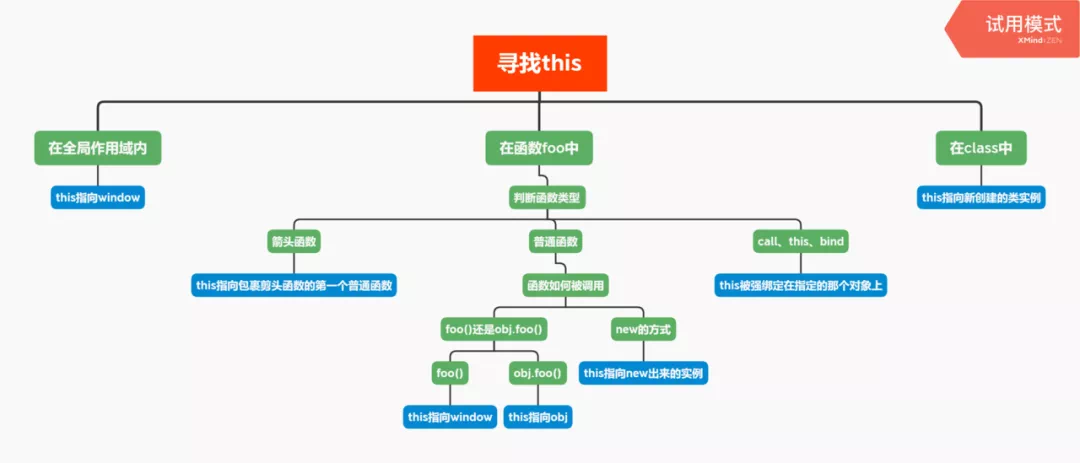 试用模式
XMind:ZEN
寻找this
在全局作用域内
在函数foo中
在class中
this指向window
判断函数类型
this指向新创建的类实例
箭头函数
普通函数
call、this、bind
this指向包裹剪头函数的第一个普通函数
函数如何被调用
this被强绑定在指定的那个对象上
foo()还是obj.foo()
new的方式
foo()
obj.foo()
this指向new出来的实例
this指向window
this指向obj